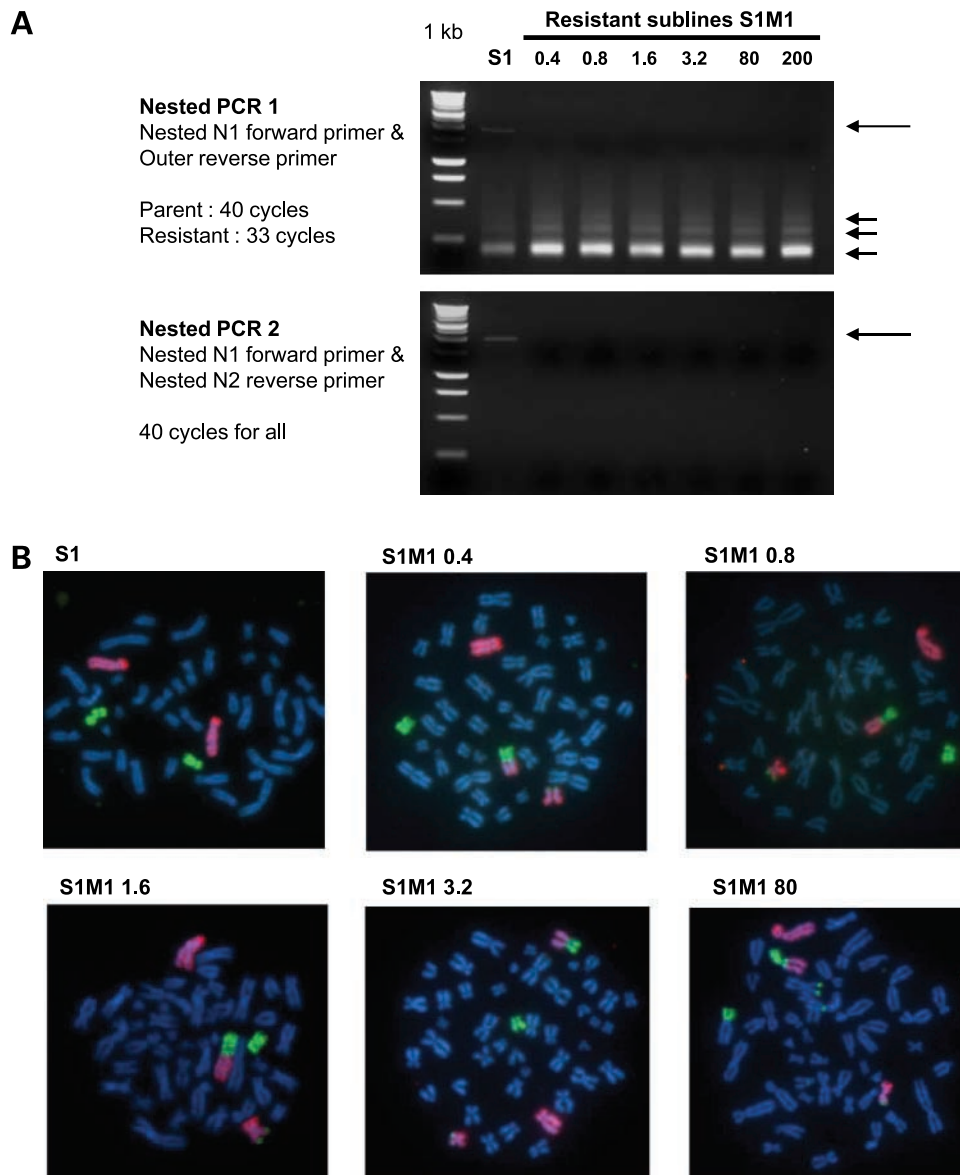 A
1 kb
Resistant sublines S1M1
S1 0.4 0.8 1.6 3.2 80 200
Nested PCR 1
Nested N1 forward primer &
Outer reverse primer
Parent : 40 cycles
Resistant : 33 cycles
Nested PCR 2
Nested N1 forward primer &
Nested N2 reverse primer
40 cycles for all
B
S1
S1M1 0.4
S1M1 0.8
S1M1 1.6
S1M1 3.2
S1M1 80